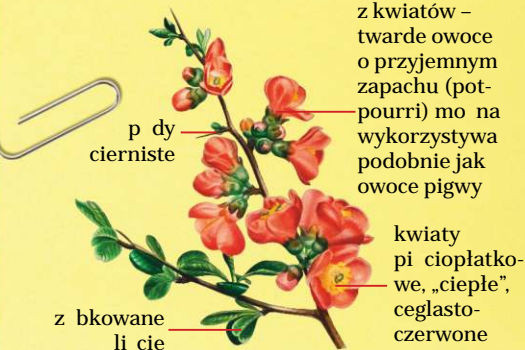 z kwiatów –
twarde owoce
o przyjemnym
zapachu (pot-
pourri) mo na
wykorzystywa
podobnie jak
owoce pigwy
p dy
cierniste
kwiaty
pi ciopłatko-
we, „ciepłe”,
ceglasto-
czerwone
z bkowane
li cie